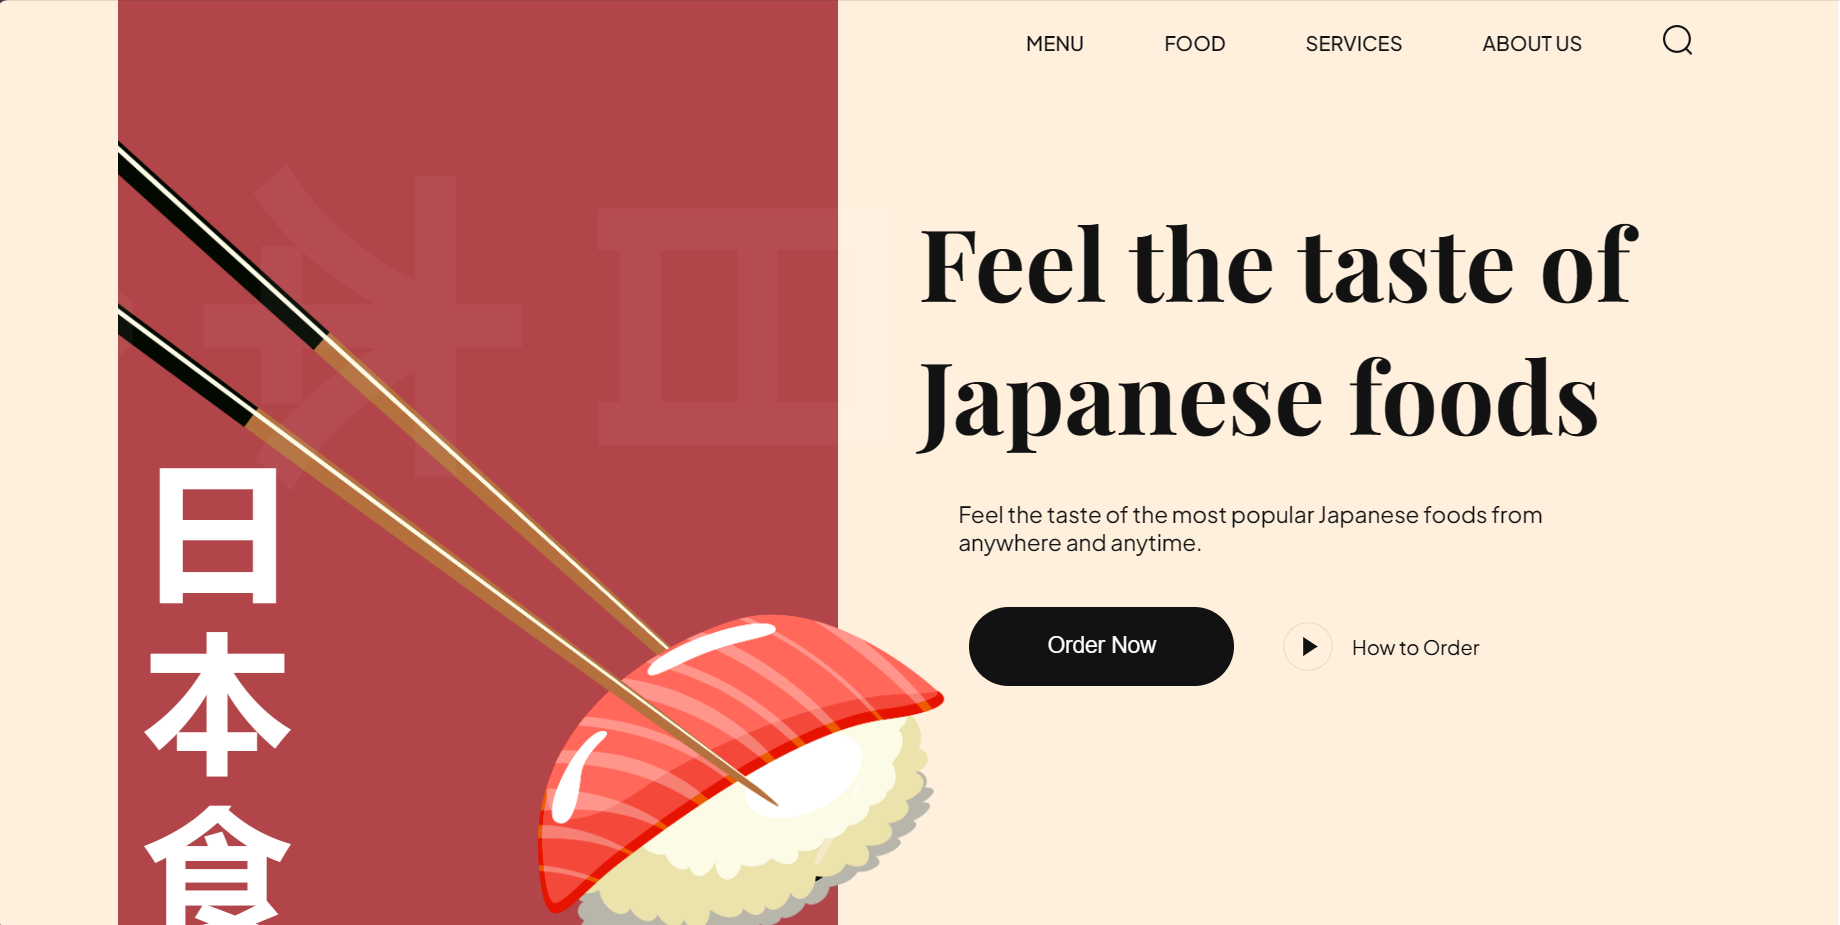 MENU FOOD SERVICES ABOUT US
Feel the taste of
Japanese foods
Feel the taste of the most popular Japanese foods from
anywhere and anytime.
Order Now How to Order
日
本
食